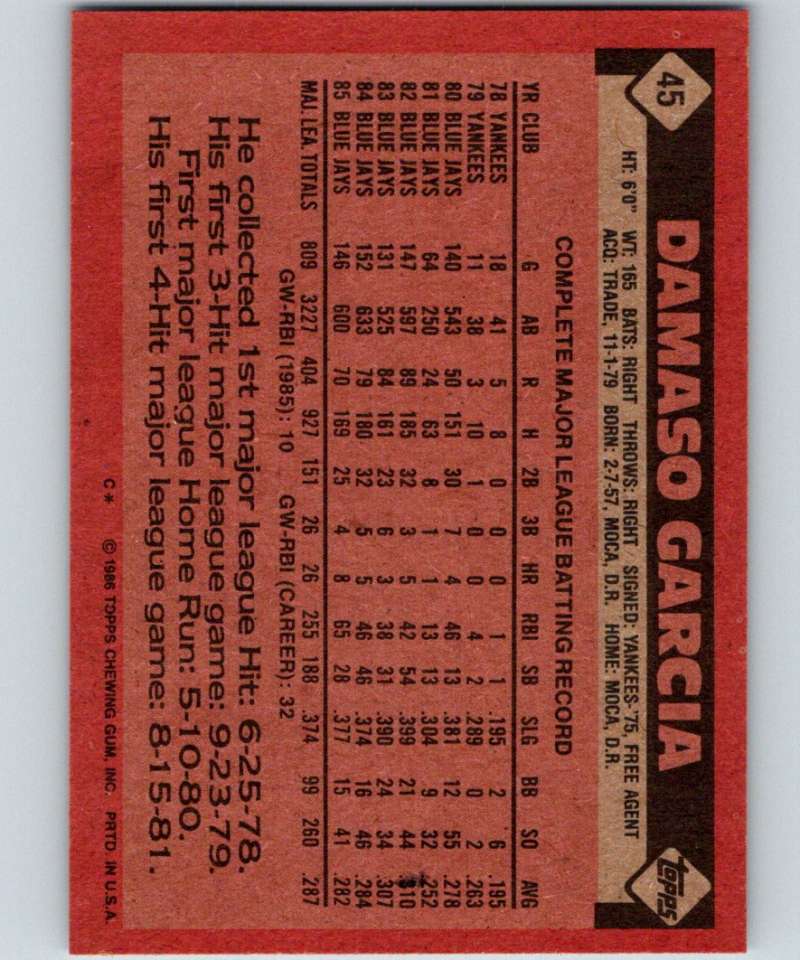 45
DAMASO GARCIA
topps
HT: 6'0" WT: 165 BATS: RIGHT THROWS: RIGHT SIGNED: YANKEES-'75, FREE AGENT
ACQ: TRADE, 11-1-79 BORN: 2-7-57, MOCA, D.R. HOME: MOCA, D.R.
COMPLETE MAJOR LEAGUE BATTING RECORD
YR CLUB G AB R H 2B 3B HR RBI SB SLG BB SO AVG
78 YANKEES 18 41 5 8 0 0 0 1 1 .195 2 6 .195
79 YANKEES 11 38 3 10 1 0 0 4 2 .289 0 2 .263
80 BLUE JAYS 140 543 50 151 30 7 4 46 13 .381 12 55 .278
81 BLUE JAYS 64 250 24 63 8 1 1 13 13 .304 9 32 .252
82 BLUE JAYS 147 597 89 185 32 3 5 42 54 .399 21 44 .310
83 BLUE JAYS 131 525 84 161 23 6 3 38 31 .390 24 34 .307
84 BLUE JAYS 152 633 79 180 32 5 5 46 46 .374 16 46 .284
85 BLUE JAYS 146 600 70 169 25 4 8 65 28 .377 15 41 .282
MAJ. LEA. TOTALS 809 3227 404 927 151 26 26 255 188 .374 99 260 .287
GW-RBI (1985): 10 GW-RBI (CAREER): 32
He collected 1st major league Hit: 6-25-78.
His first 3-Hit major league game: 9-23-79.
First major league Home Run: 5-10-80.
His first 4-Hit major league game: 8-15-81.
C* © 1986 TOPPS CHEWING GUM, INC. PRTD. IN U.S.A.